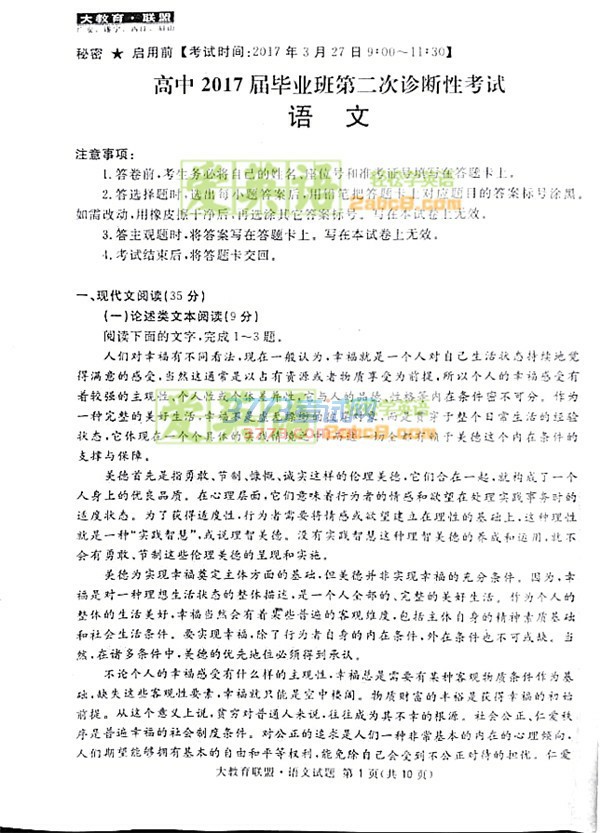 大教育·联盟
广安、遂宁、内江、眉山
秘密 ★ 启用前【考试时间:2017 年 3 月 27 日 9:00～11:30】
高中 2017 届毕业班第二次诊断性考试
语 文
注意事项:
1.答卷前,考生务必将自己的姓名、座位号和准考证号填写在答题卡上。
2.答选择题时,选出每小题答案后,用铅笔把答题卡上对应题目的答案标号涂黑。
如需改动,用橡皮擦干净后,再选涂其它答案标号。写在本试卷上无效。
3.答主观题时,将答案写在答题卡上。写在本试卷上无效。
4.考试结束后,将答题卡交回。
2abc8.com
一、现代文阅读(35 分)
(一)论述类文本阅读(9 分)
阅读下面的文字,完成 1～3 题。
人们对幸福有不同看法,现在一般认为,幸福就是一个人对自己生活状态持续地觉
得满意的感受,当然这通常是以占有资源或者物质享受为前提,所以个人的幸福感受有
着较强的主观性、个人性或个体差异性,它与人的品德、性格等内在条件密不可分。作为
一种完整的美好生活,幸福不是虚无缥缈的
整个日常生活的经验
状态,它体现在一个个具体的实践情境之中,而这一切全都有赖于美德这个内在条件的
支撑与保障。
美德首先是指勇敢、节制、慷慨、诚实这样的伦理美德,它们合在一起,就构成了一个
人身上的优良品质。在心理层面,它们意味着行为者的情感和欲望在处理实践事务时的
适度状态。为了获得适度性,行为者需要将情感或欲望建立在理性的基础上,这种理性
就是一种“实践智慧”,或说理智美德。没有实践智慧这种理智美德的养成和运用,就不
会有勇敢、节制这些伦理美德的呈现和实施。
美德为实现幸福奠定主体方面的基础,但美德并非实现幸福的充分条件。因为,幸
福是对一种理想生活状态的整体描述,是一个人全部的、完整的美好生活。作为个人的
整体的生活美好,幸福当然会有着某些普遍的客观维度,包括主体自身的精神素质基础
和社会生活条件。要实现幸福,除了行为者自身的内在条件,外在条件也不可或缺。当
然,在诸多条件中,美德的优先地位必须得到承认。
不论个人的幸福感受有什么样的主观性,幸福总是需要有某种客观物质条件作为基
础,缺失这些客观性要素,幸福就只能是空中楼阁。物质财富的丰裕是获得幸福的初始
前提。从这个意义上说,贫穷对普通人来说,往往成为其不幸的根源。社会公正、仁爱秩
序是普遍幸福的社会制度条件。对公正的追求是人们一种非常基本的内在的心理倾向,
人们期望能够拥有基本的自由和平等权利,能免除自己会受到不公正对待的担忧。仁爱
大教育联盟·语文试题 第 1 页(共 10 页)